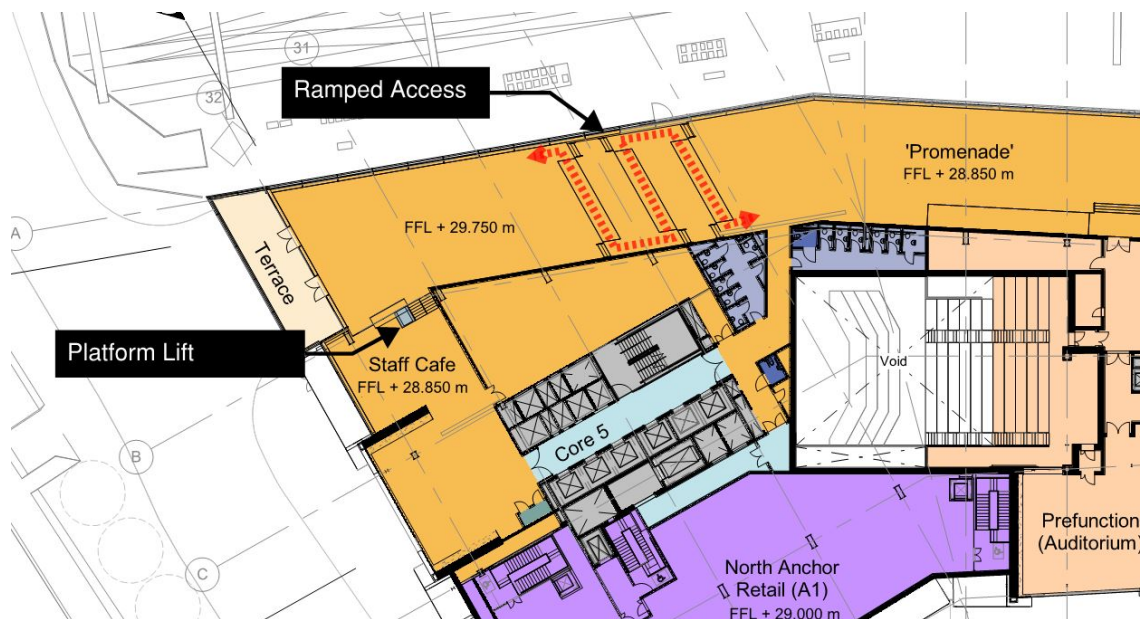 31
32
Ramped Access
'Promenade'
FFL + 28.850 m
FFL + 29.750 m
A
Terrace
Platform Lift
Staff Cafe
FFL + 28.850 m
Void
Core 5
B
C
Prefunction
(Auditorium)
North Anchor
Retail (A1)
FFL + 29.000 m